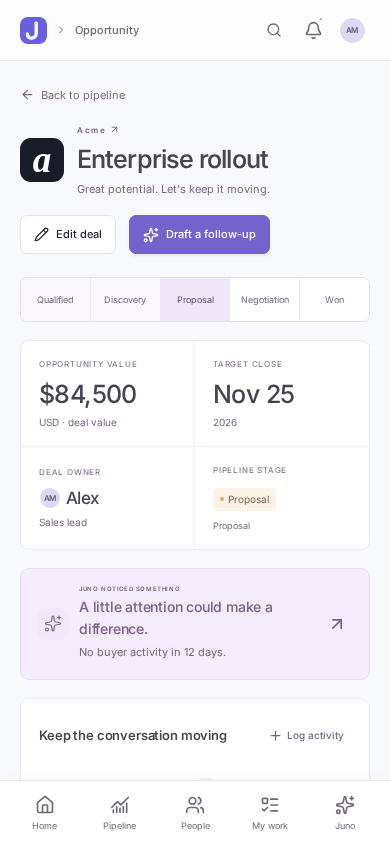 J
Opportunity
AM
Back to pipeline
Acme
a
Enterprise rollout
Great potential. Let's keep it moving.
Edit deal
Draft a follow-up
Qualified
Discovery
Proposal
Negotiation
Won
OPPORTUNITY VALUE
$84,500
USD · deal value
TARGET CLOSE
Nov 25
2026
DEAL OWNER
AM
Alex
Sales lead
PIPELINE STAGE
Proposal
Proposal
JUNO NOTICED SOMETHING
A little attention could make a
difference.
No buyer activity in 12 days.
Keep the conversation moving
Log activity
Home
Pipeline
People
My work
Juno